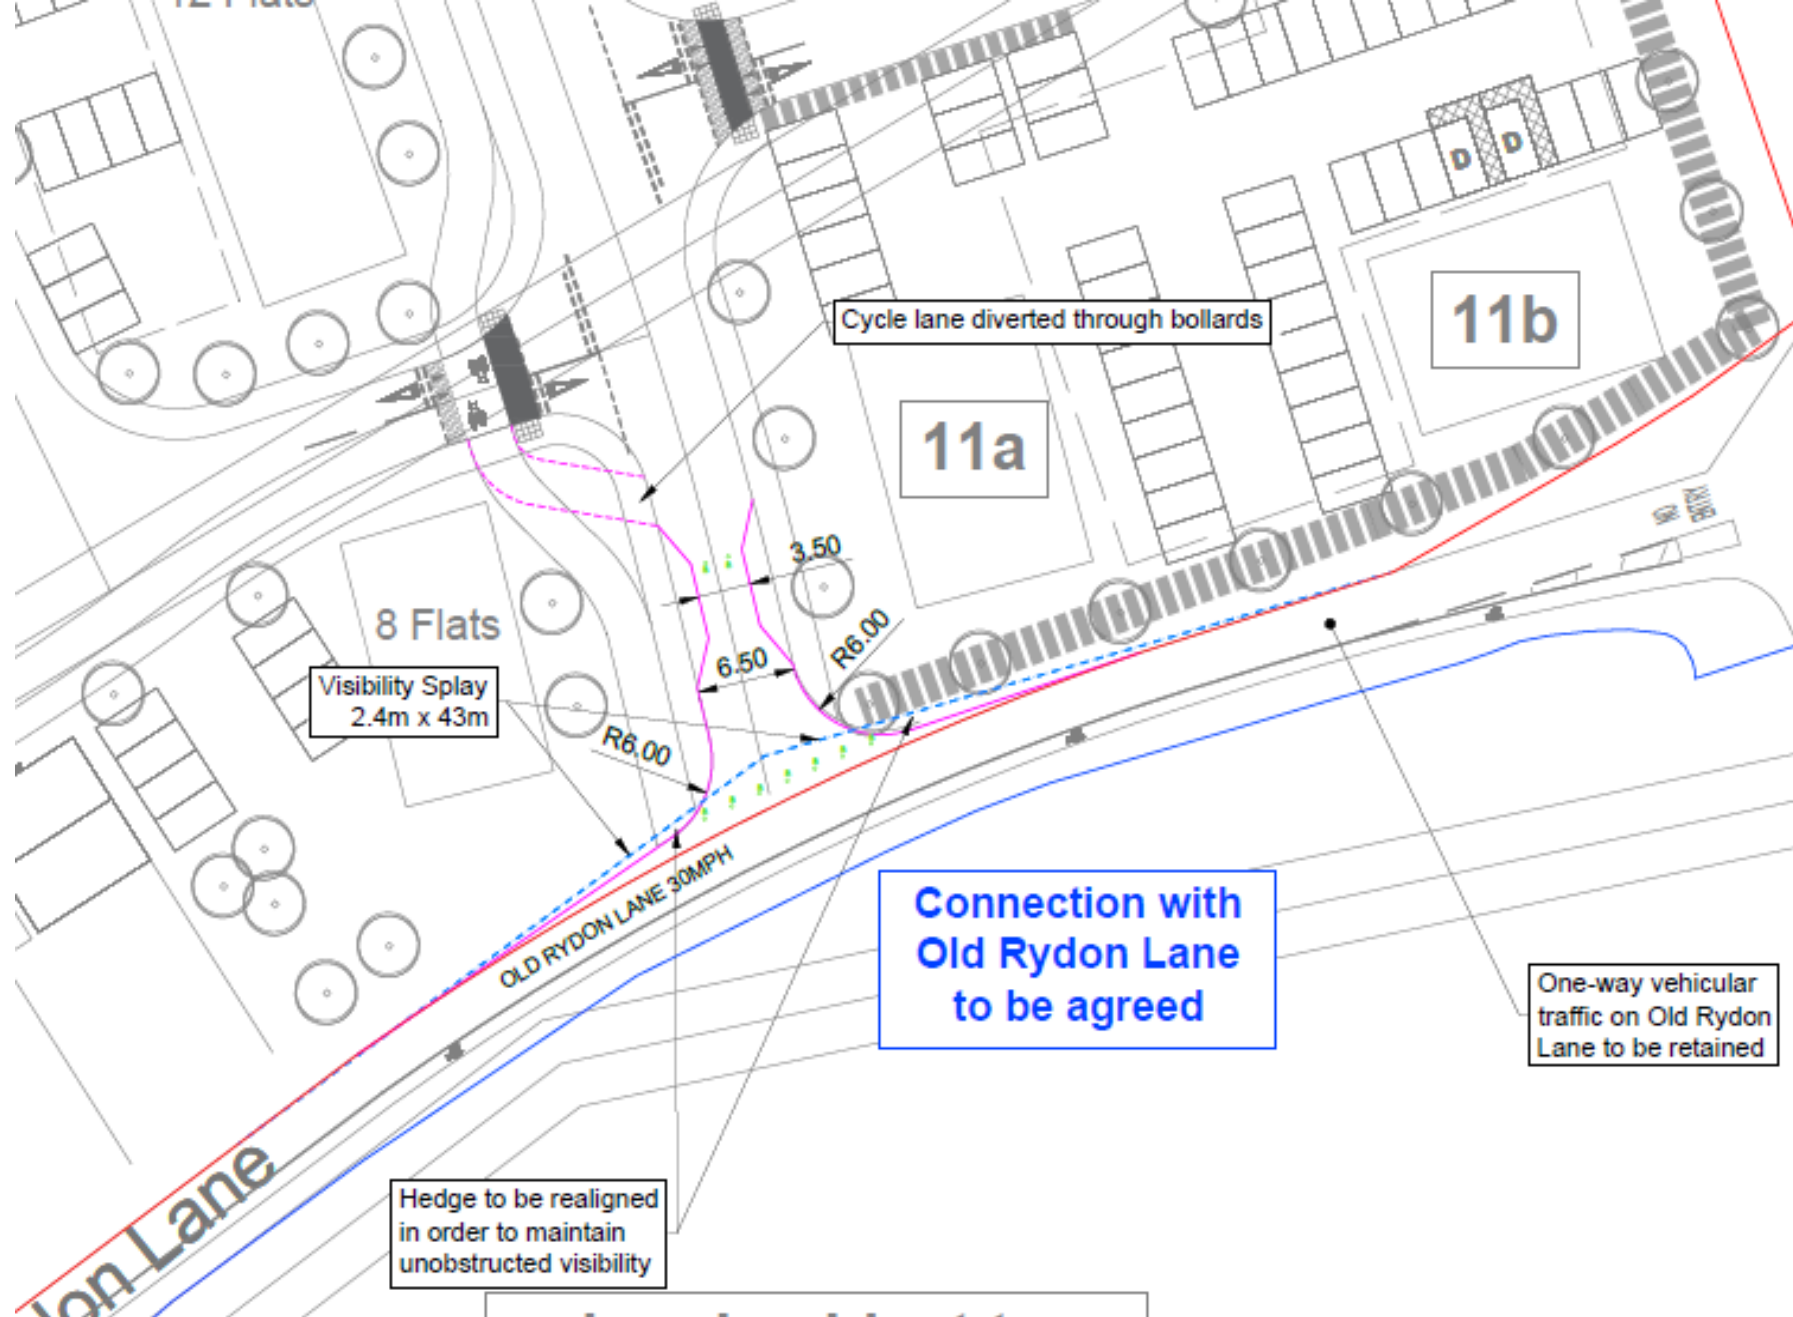 12 Flats
D
D
Cycle lane diverted through bollards
11b
11a
3.50
8 Flats
R6.00
6.50
Visibility Splay
2.4m x 43m
R6.00
NO
ENTRY
OLD RYDON LANE 30MPH
Connection with
Old Rydon Lane
to be agreed
One-way vehicular
traffic on Old Rydon
Lane to be retained
Hedge to be realigned
in order to maintain
unobstructed visibility
don Lane